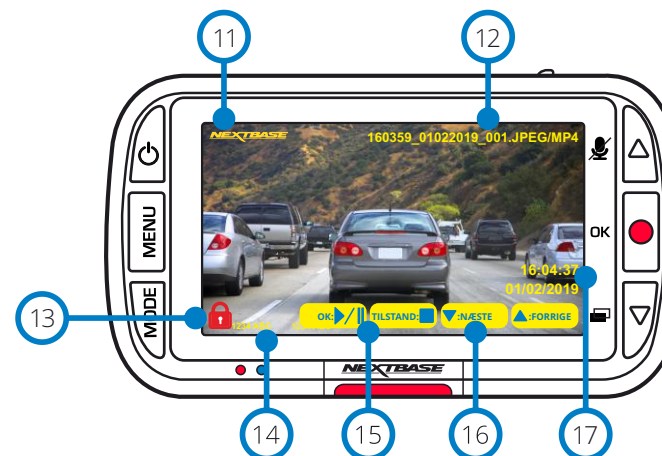 11
12
NEXTBASE
160359_01022019_001.JPEG/MP4
MENU
OK
16:04:37
01/02/2019
13
MODE
OK:
TILSTAND:
:NÆSTE
:FORRIGE
NEXTBASE
14
15
16
17